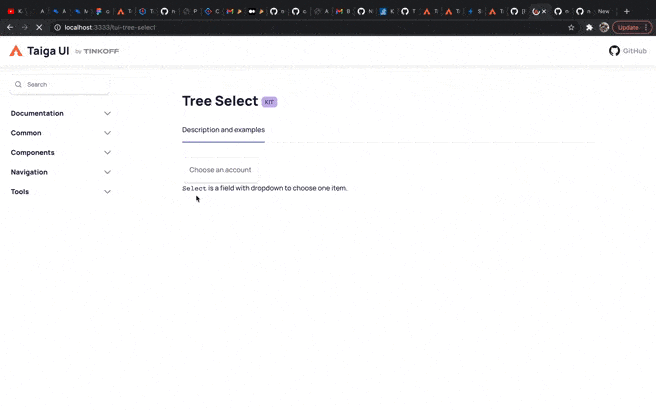 localhost:3333/tui-tree-select
Update
Taiga UI by TINKOFF
GitHub
Search
Documentation
Common
Components
Navigation
Tools
Tree Select KIT
Description and examples
Choose an account
Select is a field with dropdown to choose one item.
New